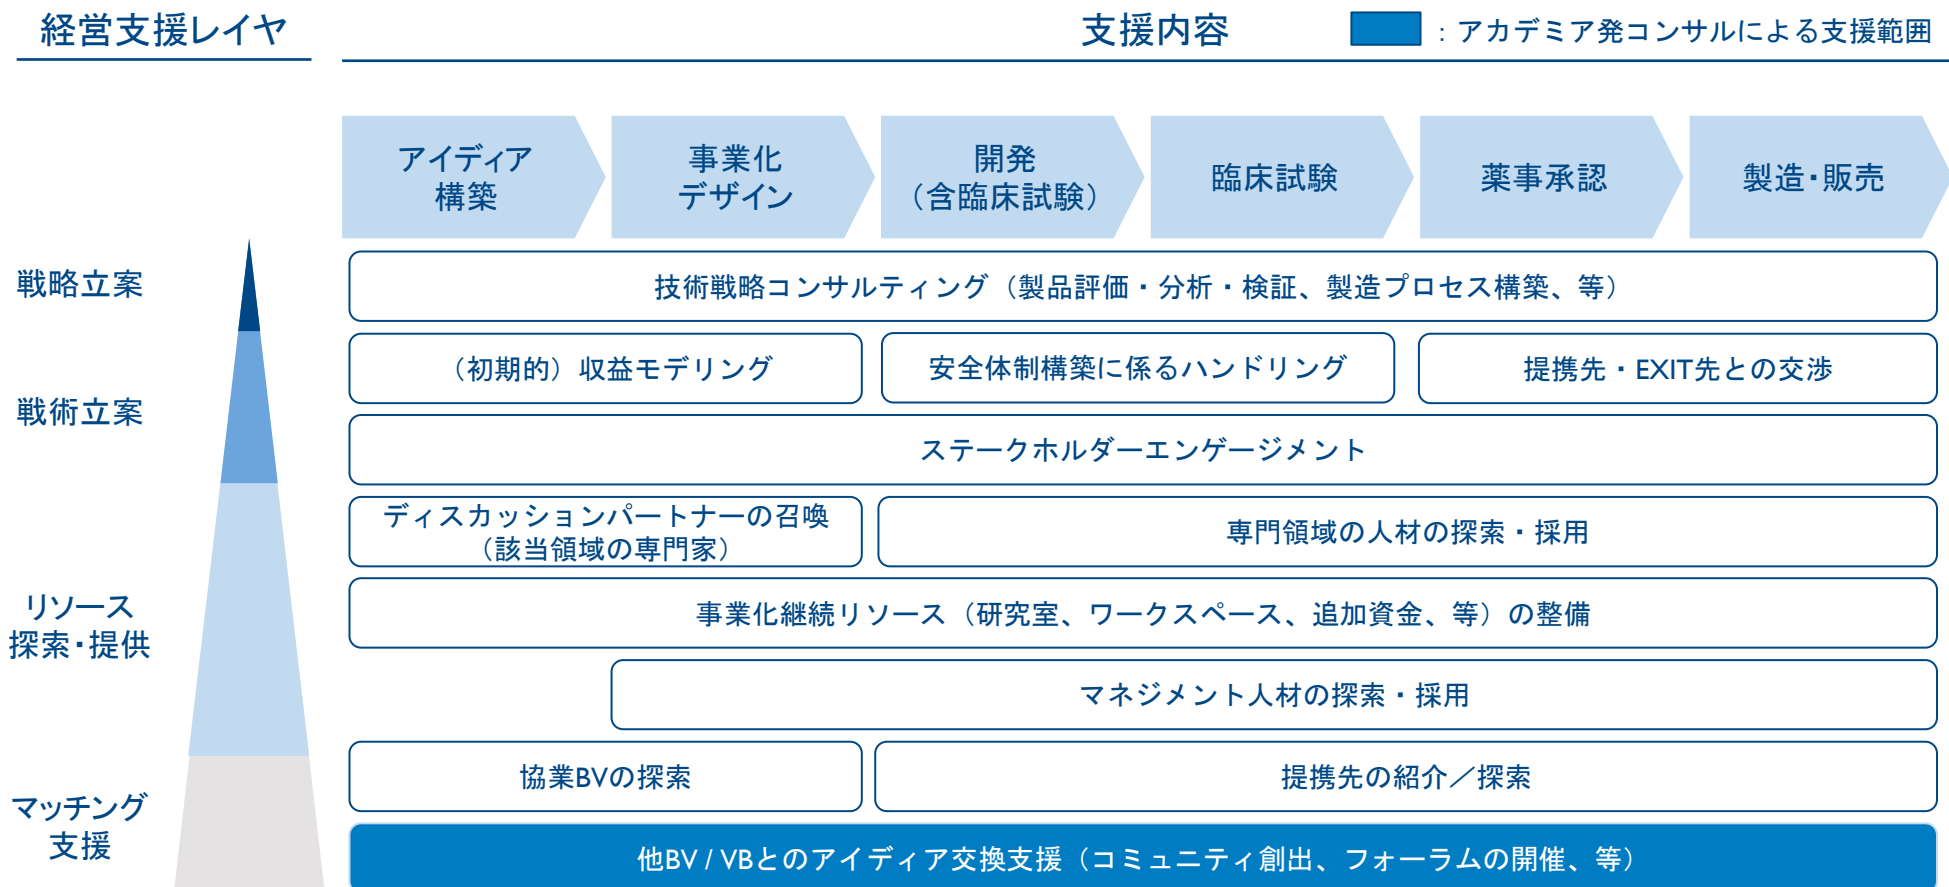 経営支援レイヤ
支援内容
：アカデミア発コンサルによる支援範囲
アイディア
構築
事業化
デザイン
開発
（含臨床試験）
臨床試験
薬事承認
製造・販売
戦略立案
技術戦略コンサルティング（製品評価・分析・検証、製造プロセス構築、等）
戦術立案
（初期的）収益モデリング
安全体制構築に係るハンドリング
提携先・EXIT先との交渉
ステークホルダーエンゲージメント
リソース
探索・提供
ディスカッションパートナーの召喚
（該当領域の専門家）
専門領域の人材の探索・採用
事業化継続リソース（研究室、ワークスペース、追加資金、等）の整備
マネジメント人材の探索・採用
マッチング
支援
協業BVの探索
提携先の紹介／探索
他BV / VBとのアイディア交換支援（コミュニティ創出、フォーラムの開催、等）